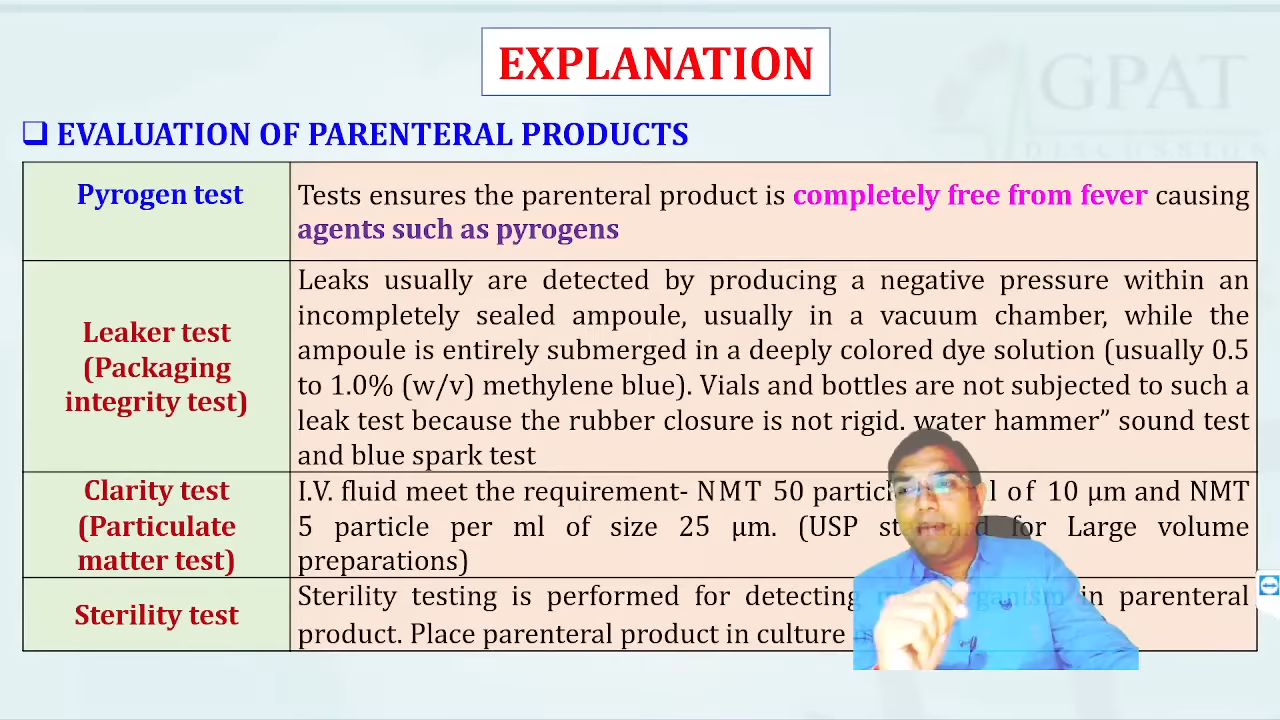 EXPLANATION
GPAT
DISCUSSION
❑ EVALUATION OF PARENTERAL PRODUCTS
Pyrogen test
Tests ensures the parenteral product is completely free from fever causing
agents such as pyrogens
Leaker test
(Packaging
integrity test)
Leaks usually are detected by producing a negative pressure within an
incompletely sealed ampoule, usually in a vacuum chamber, while the
ampoule is entirely submerged in a deeply colored dye solution (usually 0.5
to 1.0% (w/v) methylene blue). Vials and bottles are not subjected to such a
leak test because the rubber closure is not rigid. water hammer” sound test
and blue spark test
Clarity test
(Particulate
matter test)
I.V. fluid meet the requirement- NMT 50 of 10 µm and NMT
5 particle per ml of size 25 µm. (USP standard for Large volume
preparations)
Sterility test
Sterility testing is performed for detecting in parenteral
product. Place parenteral product in culture